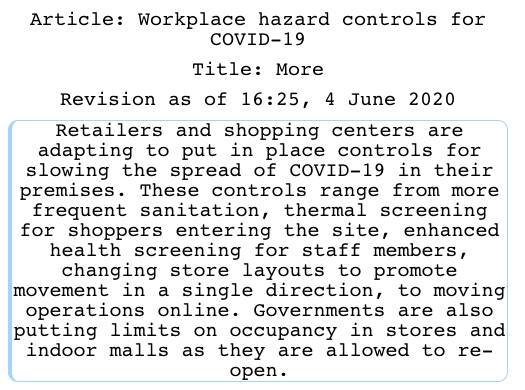 Article: Workplace hazard controls for
COVID-19
Title: More
Revision as of 16:25, 4 June 2020
Retailers and shopping centers are
adapting to put in place controls for
slowing the spread of COVID-19 in their
premises. These controls range from more
frequent sanitation, thermal screening
for shoppers entering the site, enhanced
health screening for staff members,
changing store layouts to promote
movement in a single direction, to moving
operations online. Governments are also
putting limits on occupancy in stores and
indoor malls as they are allowed to re-
open.